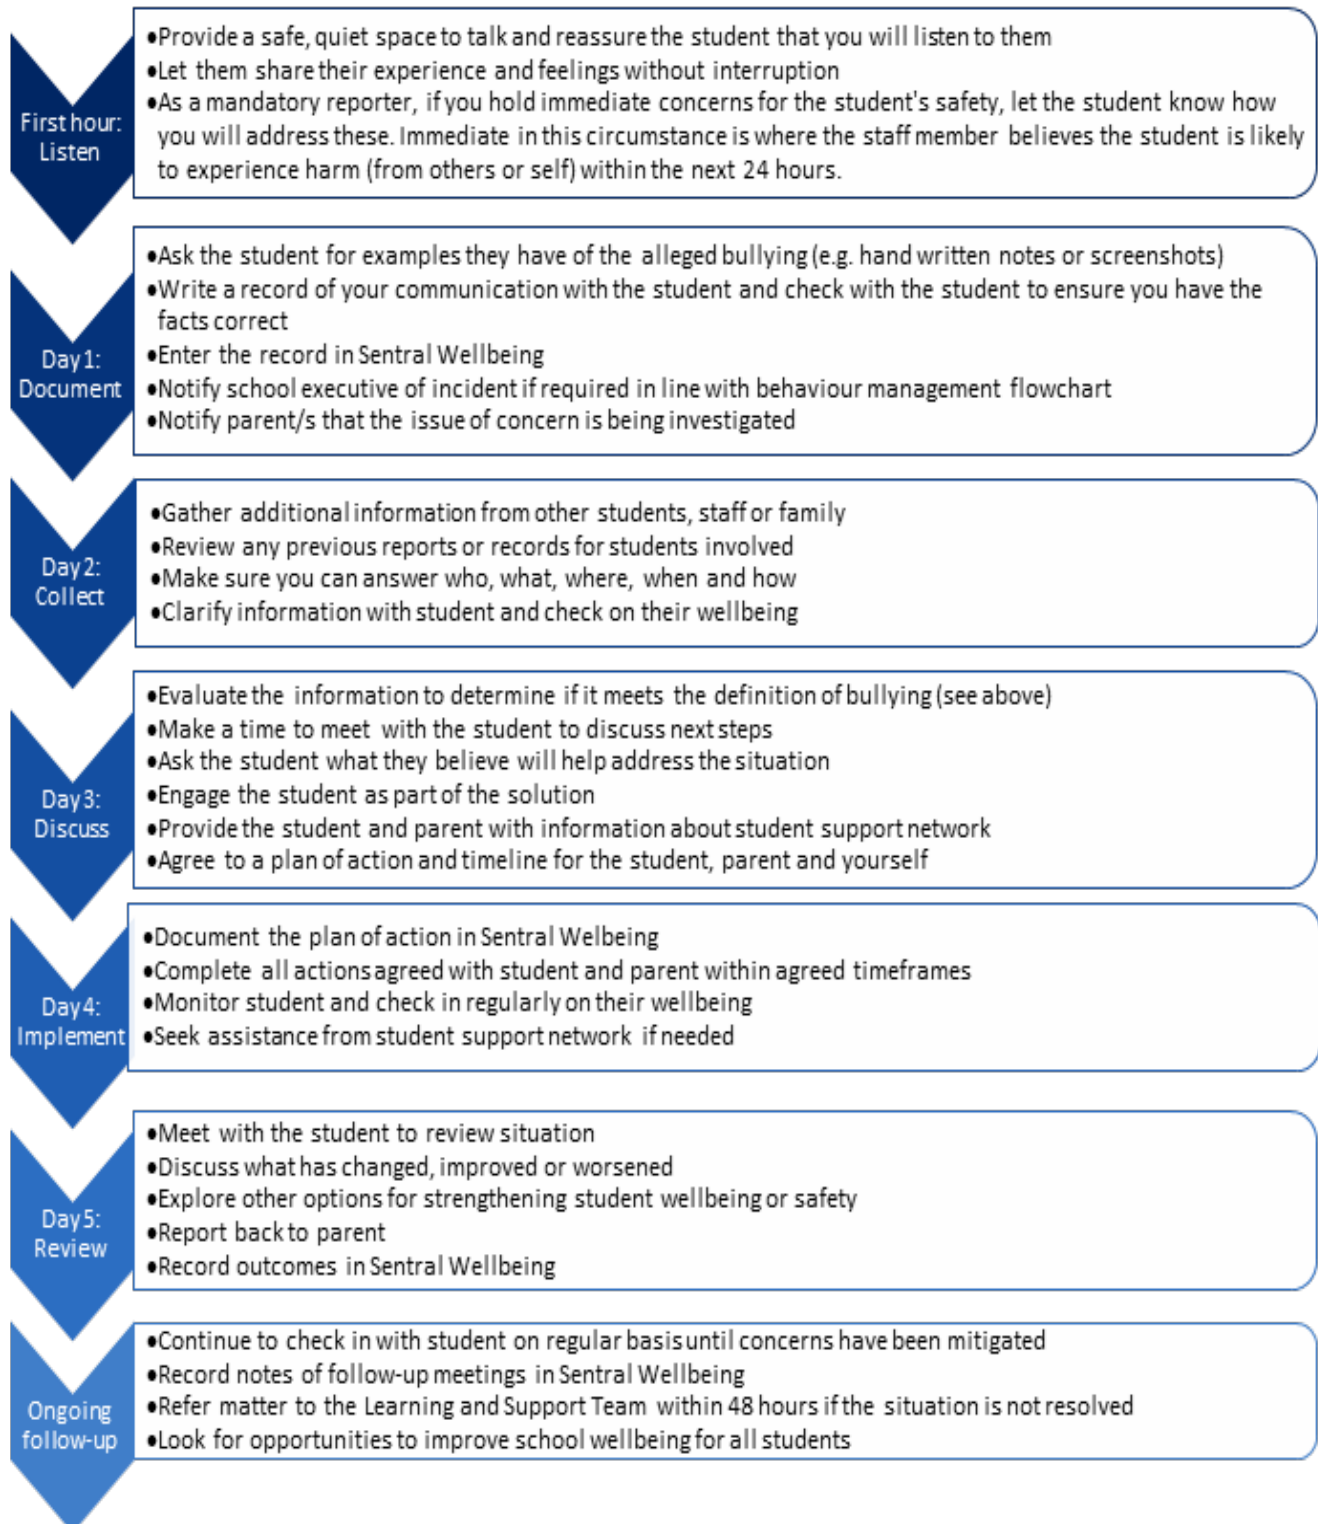 First hour:
Listen
•Provide a safe, quiet space to talk and reassure the student that you will listen to them
•Let them share their experience and feelings without interruption
•As a mandatory reporter, if you hold immediate concerns for the student's safety, let the student know how
you will address these. Immediate in this circumstance is where the staff member believes the student is likely
to experience harm (from others or self) within the next 24 hours.
Day 1:
Document
•Ask the student for examples they have of the alleged bullying (e.g. hand written notes or screenshots)
•Write a record of your communication with the student and check with the student to ensure you have the
facts correct
•Enter the record in Sentral Wellbeing
•Notify school executive of incident if required in line with behaviour management flowchart
•Notify parent/s that the issue of concern is being investigated
Day 2:
Collect
•Gather additional information from other students, staff or family
•Review any previous reports or records for students involved
•Make sure you can answer who, what, where, when and how
•Clarify information with student and check on their wellbeing
Day 3:
Discuss
•Evaluate the information to determine if it meets the definition of bullying (see above)
•Make a time to meet with the student to discuss next steps
•Ask the student what they believe will help address the situation
•Engage the student as part of the solution
•Provide the student and parent with information about student support network
•Agree to a plan of action and timeline for the student, parent and yourself
Day 4:
Implement
•Document the plan of action in Sentral Welbeing
•Complete all actions agreed with student and parent within agreed timeframes
•Monitor student and check in regularly on their wellbeing
•Seek assistance from student support network if needed
Day 5:
Review
•Meet with the student to review situation
•Discuss what has changed, improved or worsened
•Explore other options for strengthening student wellbeing or safety
•Report back to parent
•Record outcomes in Sentral Wellbeing
Ongoing
follow-up
•Continue to check in with student on regular basis until concerns have been mitigated
•Record notes of follow-up meetings in Sentral Wellbeing
•Refer matter to the Learning and Support Team within 48 hours if the situation is not resolved
•Look for opportunities to improve school wellbeing for all students